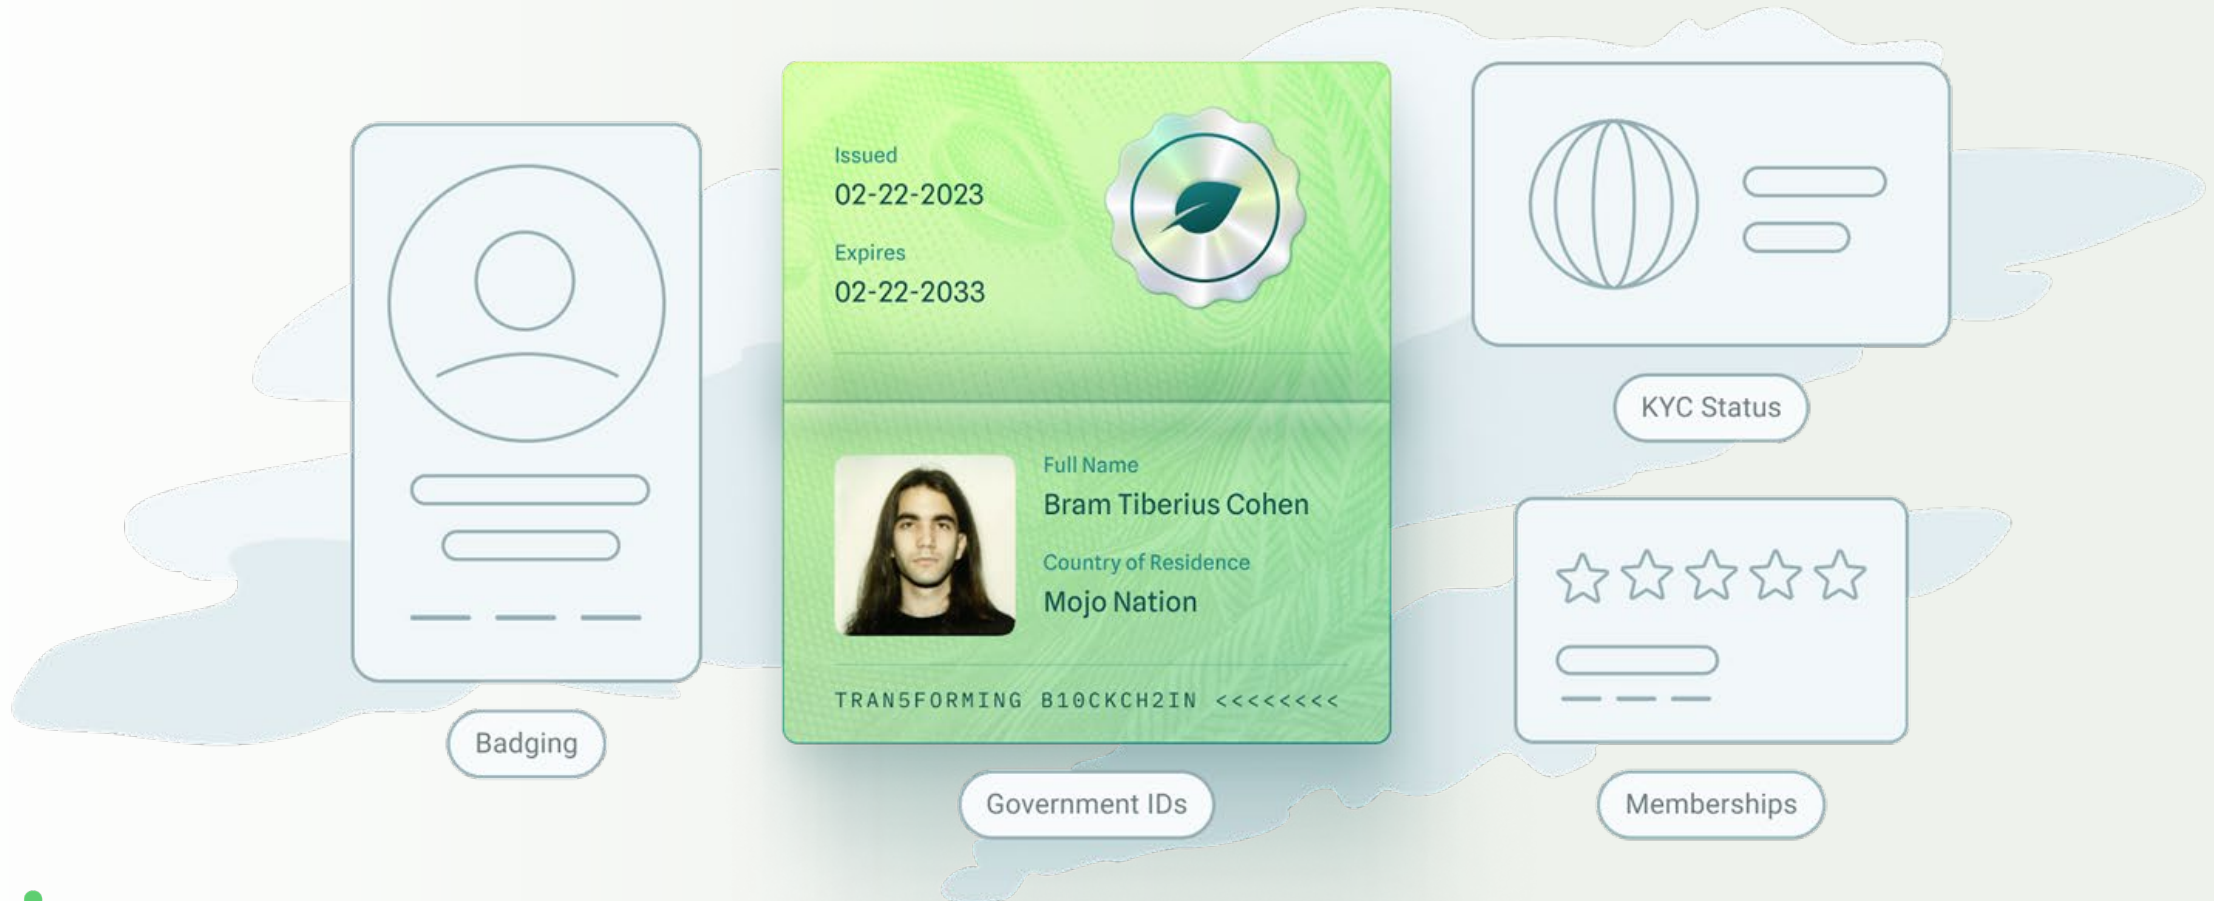 Issued
02-22-2023
Expires
02-22-2033
Full Name
Bram Tiberius Cohen
Country of Residence
Mojo Nation
TRAN5FORMING B10CKCH2IN <<<<<<<<
Badging
Government IDs
KYC Status
Memberships